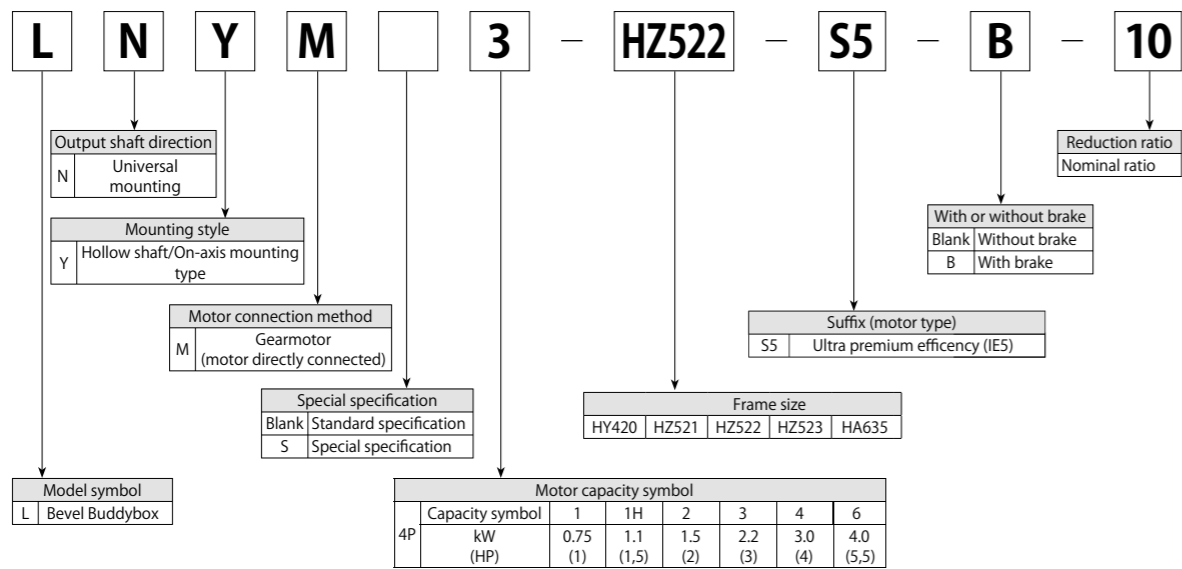 L N Y M 3 – HZ522 – S5 – B – 10
Output shaft direction
N Universal
mounting
Reduction ratio
Nominal ratio
Mounting style
Y Hollow shaft/On-axis mounting
type
With or without brake
Blank Without brake
B With brake
Motor connection method
M Gearmotor
(motor directly connected)
Suffix (motor type)
S5 Ultra premium efficency (IE5)
Special specification
Blank Standard specification
S Special specification
Frame size
HY420 HZ521 HZ522 HZ523 HA635
Model symbol
L Bevel Buddybox
Motor capacity symbol
4P
Capacity symbol 1 1H 2 3 4 6
kW 0.75 1.1 1.5 2.2 3.0 4.0
(HP) (1) (1,5) (2) (3) (4) (5,5)